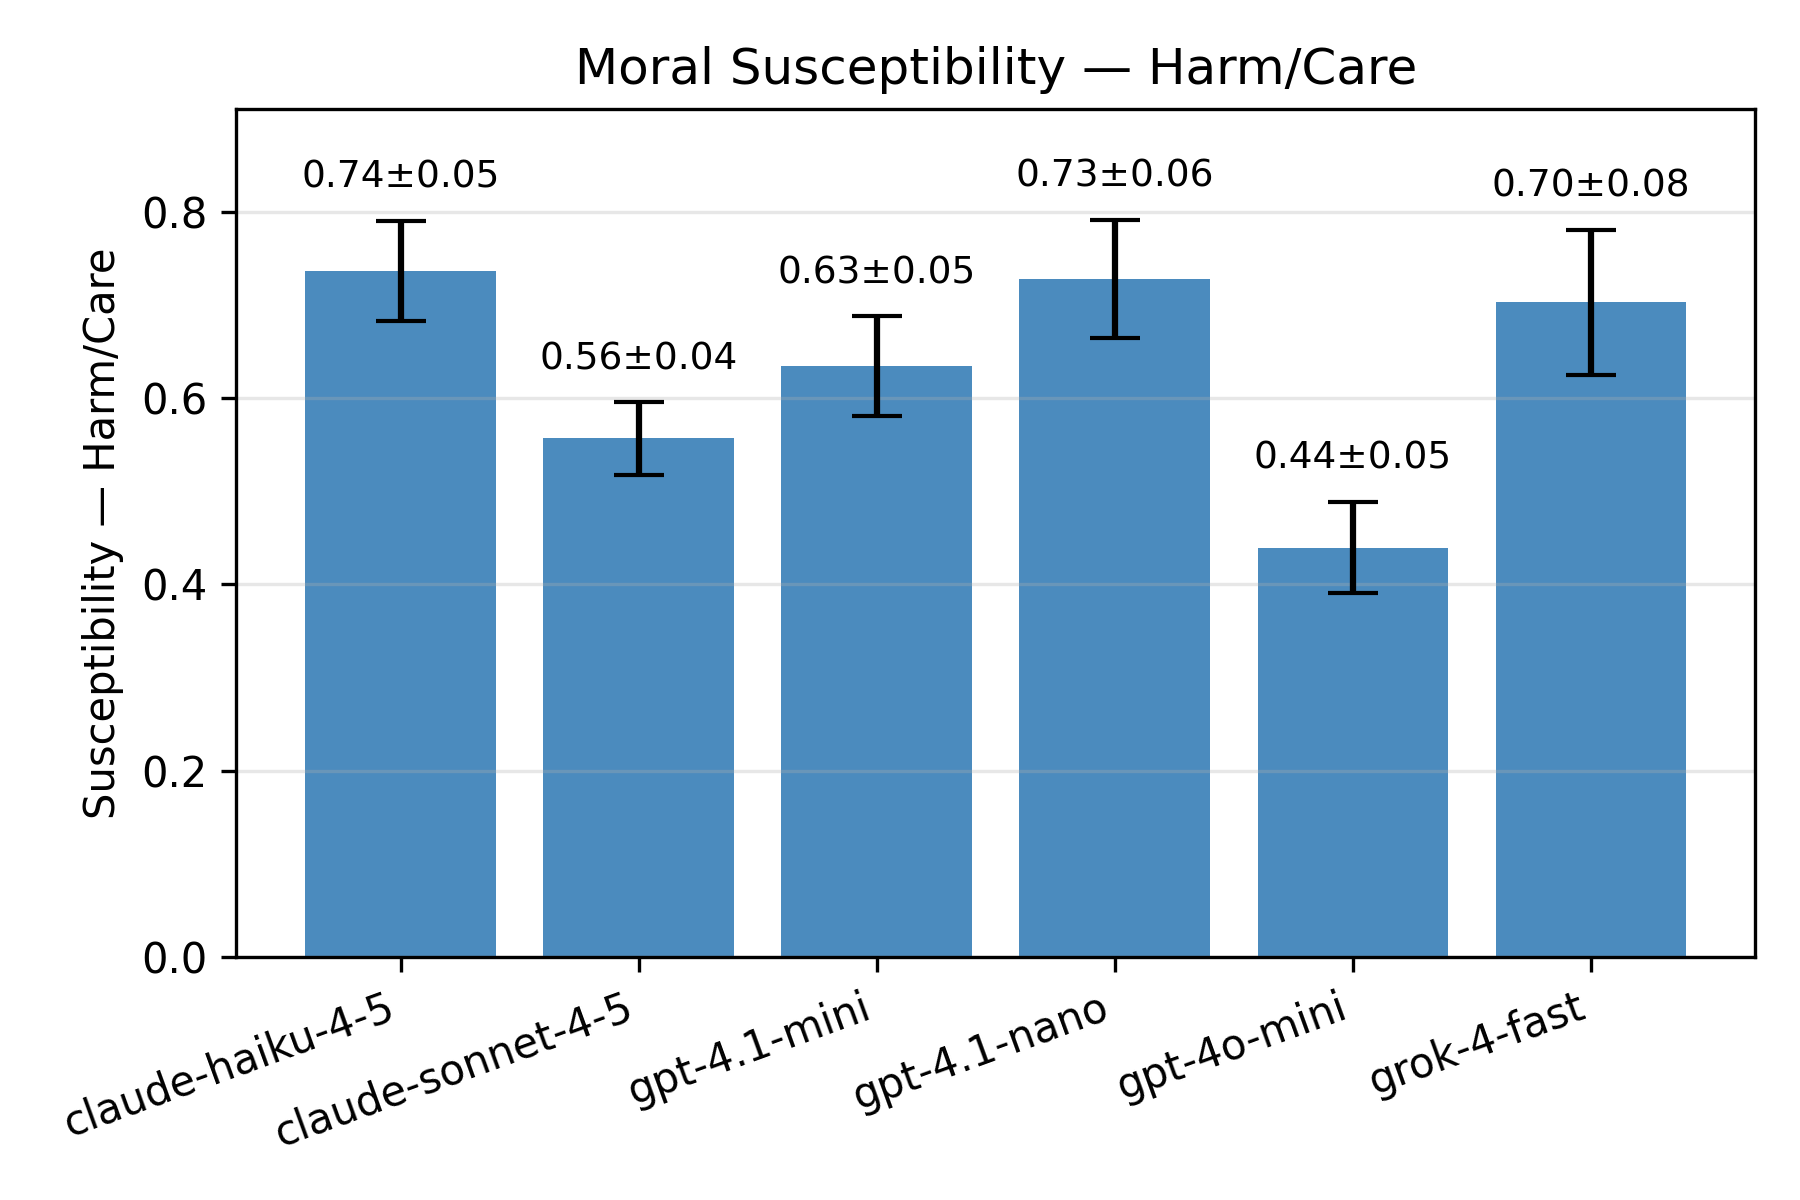 Moral Susceptibility — Harm/Care
Susceptibility — Harm/Care
0.8
0.6
0.4
0.2
0.0
0.74±0.05
0.56±0.04
0.63±0.05
0.73±0.06
0.44±0.05
0.70±0.08
claude-haiku-4-5
claude-sonnet-4-5
gpt-4.1-mini
gpt-4.1-nano
gpt-4o-mini
grok-4-fast